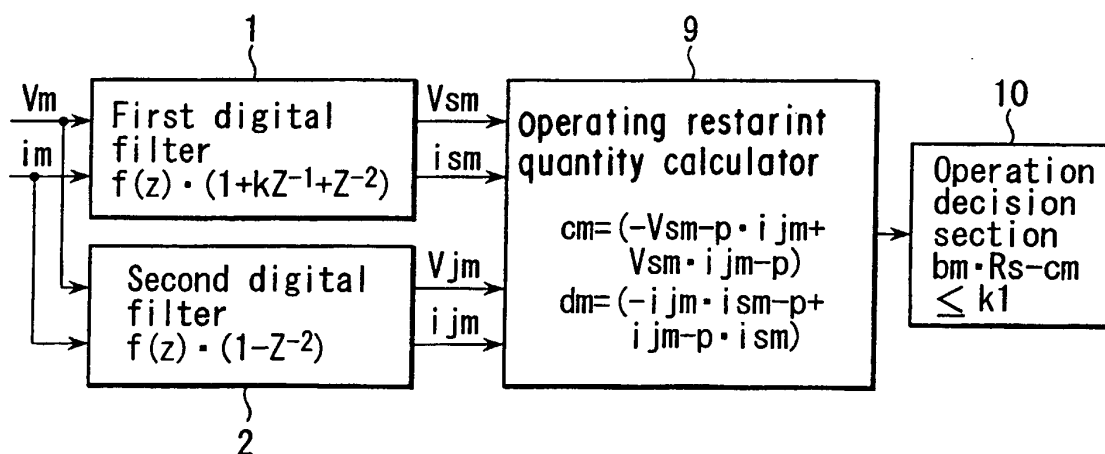 1
Vm
im
First digital
filter
f(z)・(1+kZ⁻¹+Z⁻²)
Vsm
ism
Second digital
filter
f(z)・(1-Z⁻²)
2
Vjm
ijm
9
Operating restarint
quantity calculator
cm=(-Vsm-p・ijm+
Vsm・ijm-p)
dm=(-ijm・ism-p+
ijm-p・ism)
10
Operation
decision
section
bm・Rs-cm
≤ k1